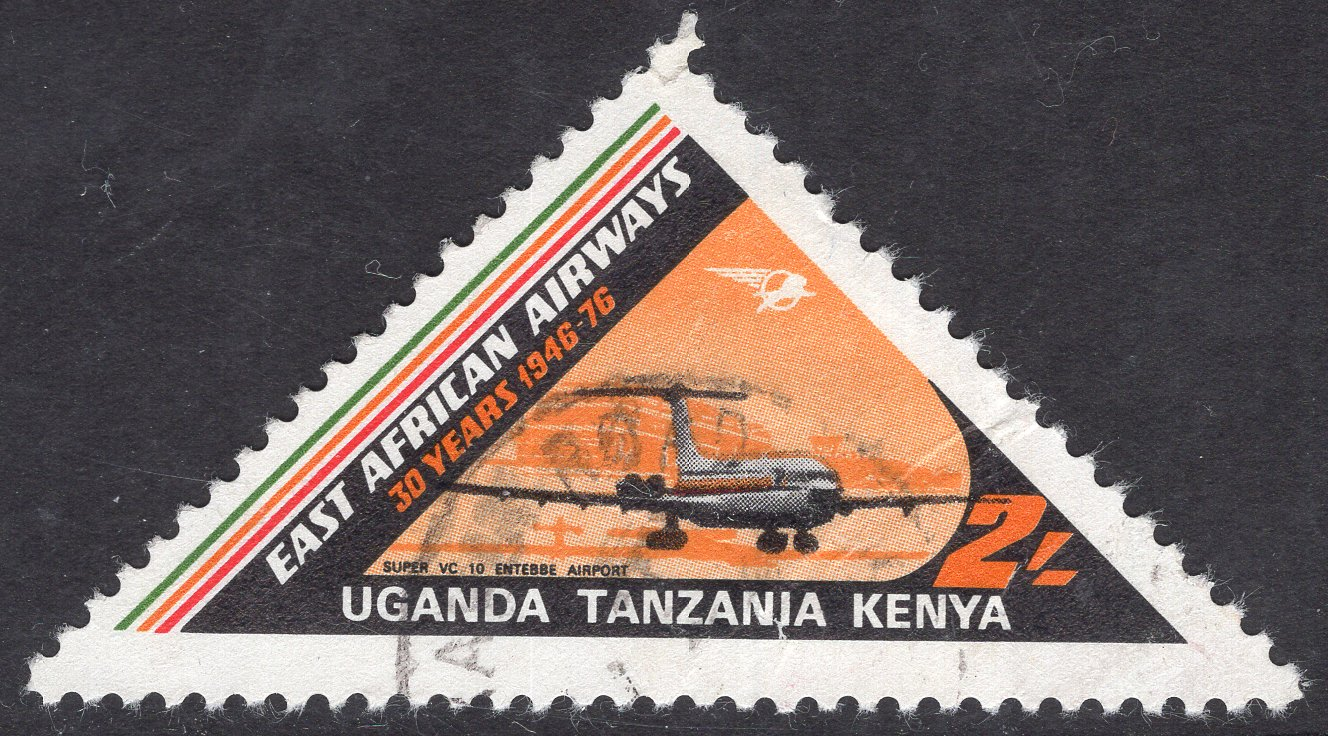 EAST AFRICAN AIRWAYS
30 YEARS 1946-76
SUPER VC 10 ENTEBBE AIRPORT
2/-
UGANDA TANZANIA KENYA